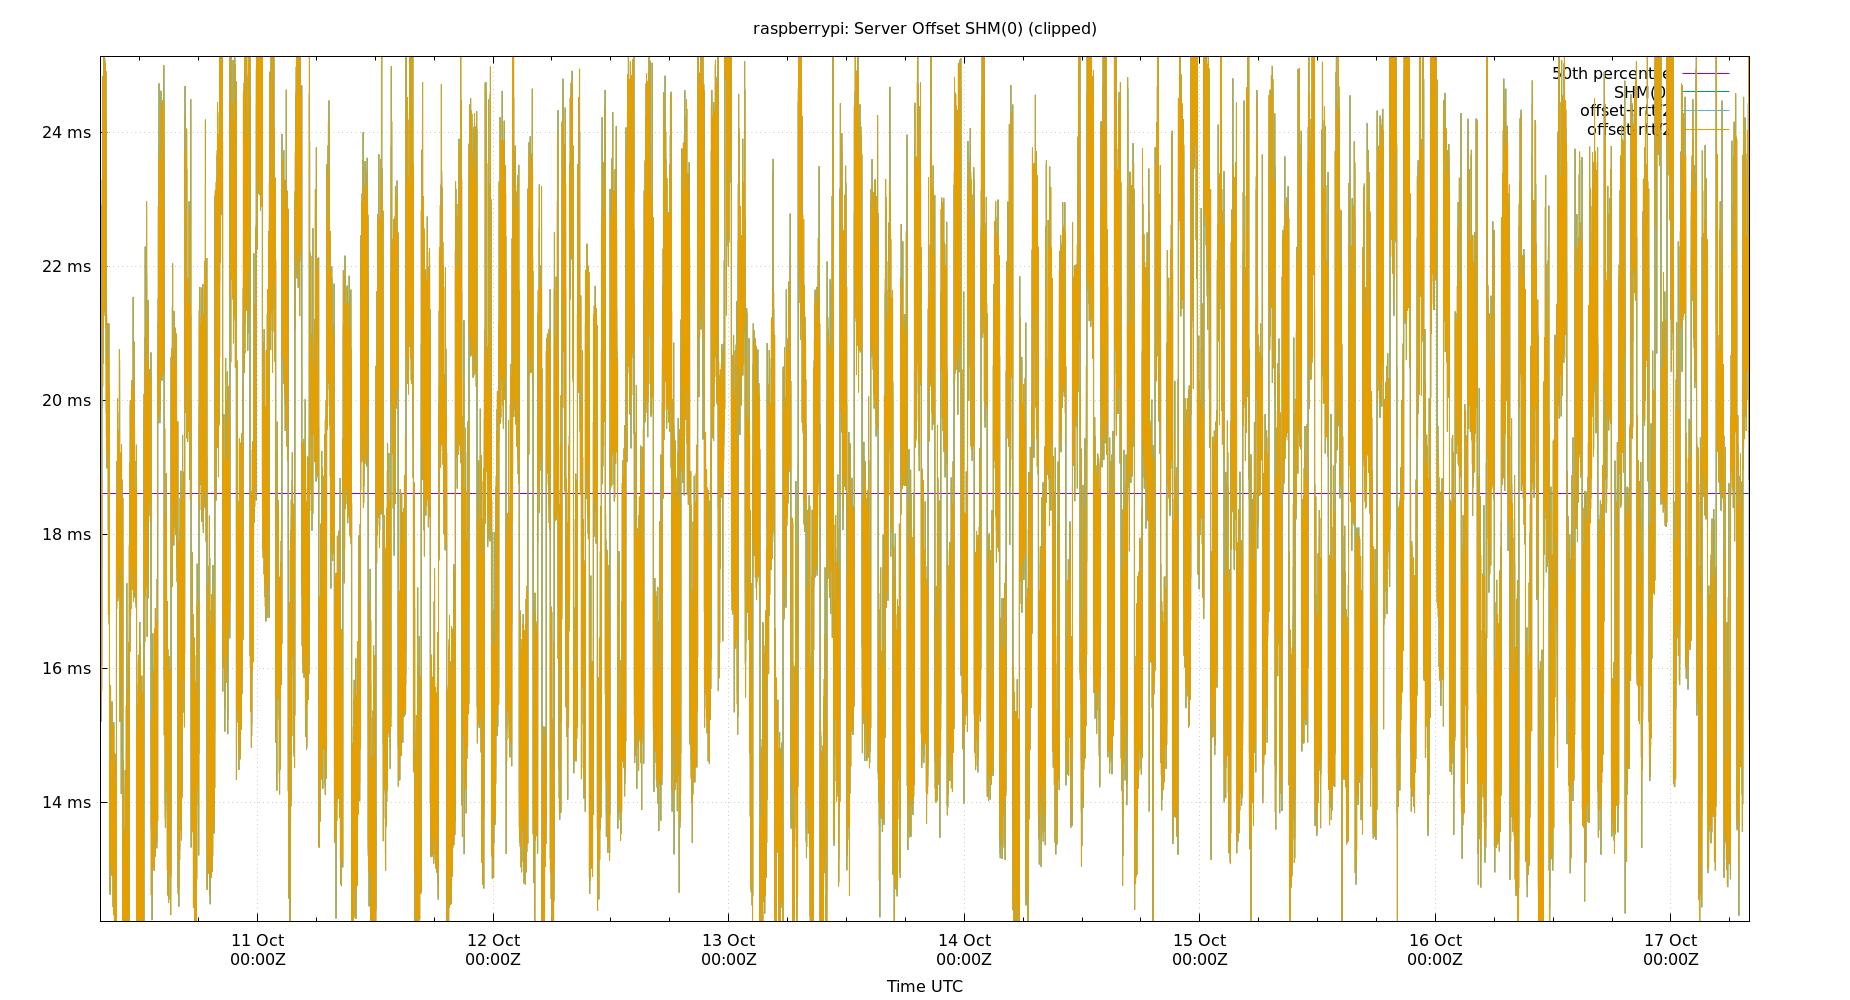 raspberrypi: Server Offset SHM(0) (clipped)
50th percentile
SHM(0)
24 ms
22 ms
20 ms
18 ms
16 ms
14 ms
11 Oct 12 Oct 13 Oct 14 Oct 15 Oct 16 Oct 17 Oct
00:00Z 00:00Z 00:00Z 00:00Z 00:00Z 00:00Z 00:00Z
Time UTC